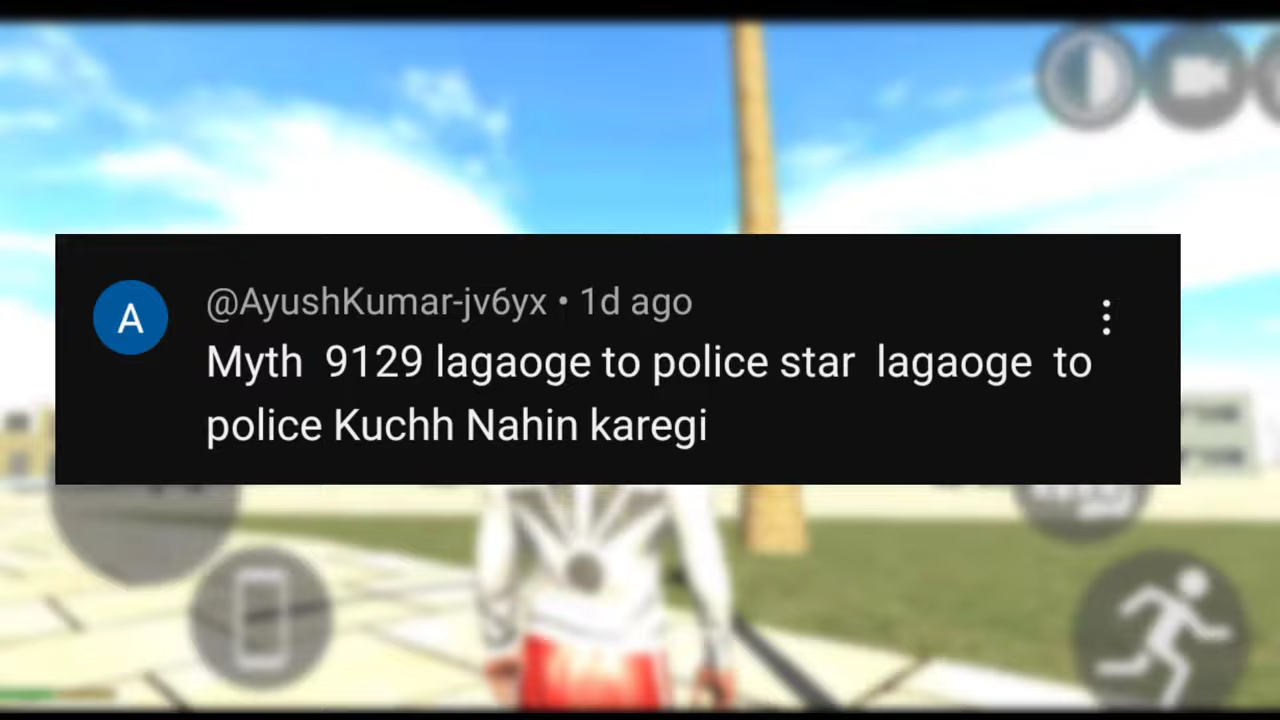 A
@AyushKumar-jv6yx • 1d ago
Myth 9129 lagaoge to police star lagaoge to
police Kuchh Nahin karegi